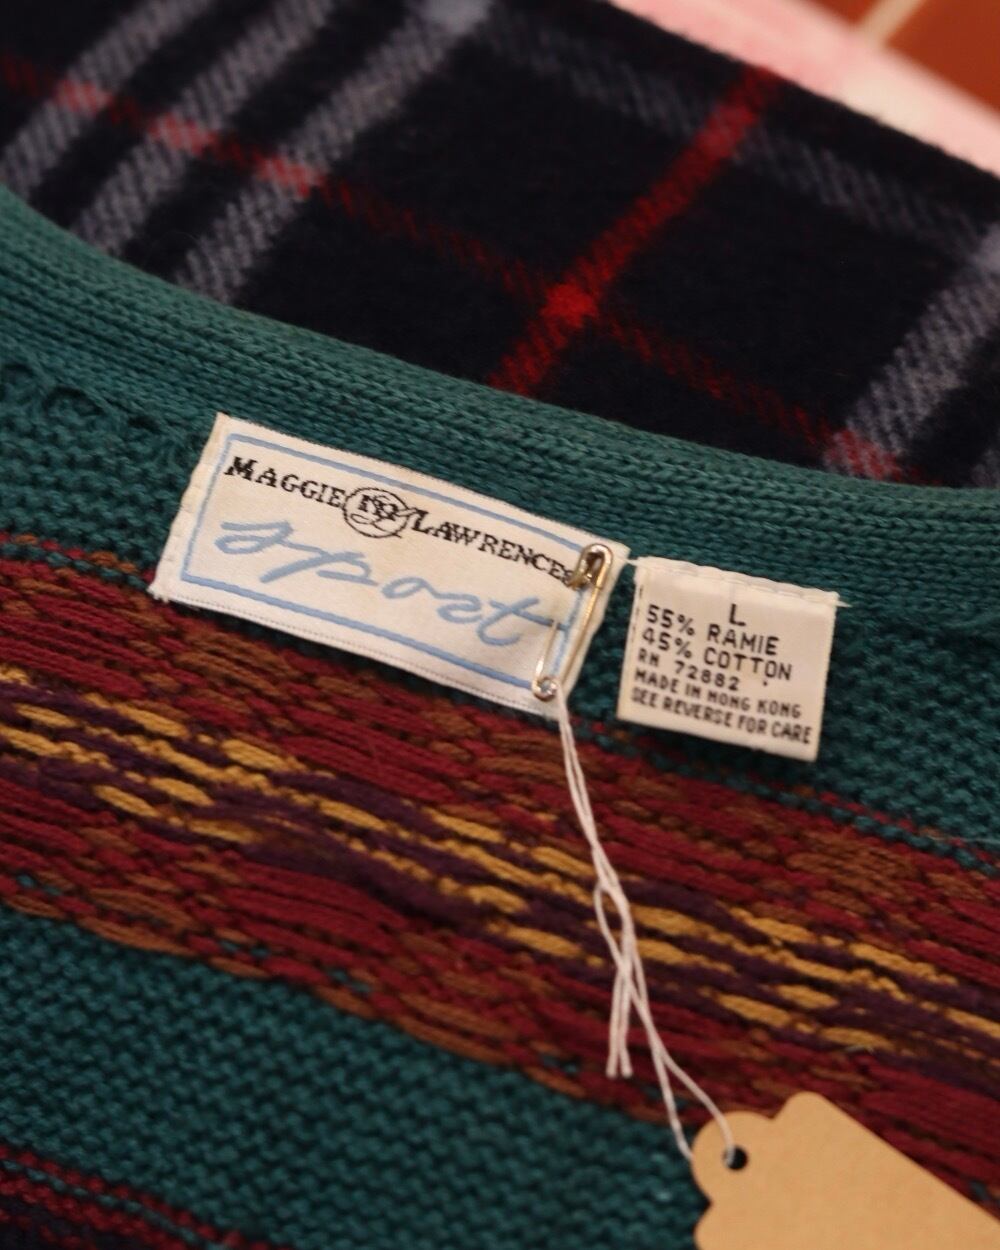 MAGGIE LAWRENCE
sport
L
55% RAMIE
45% COTTON
RN 72882
MADE IN HONG KONG
SEE REVERSE FOR CARE